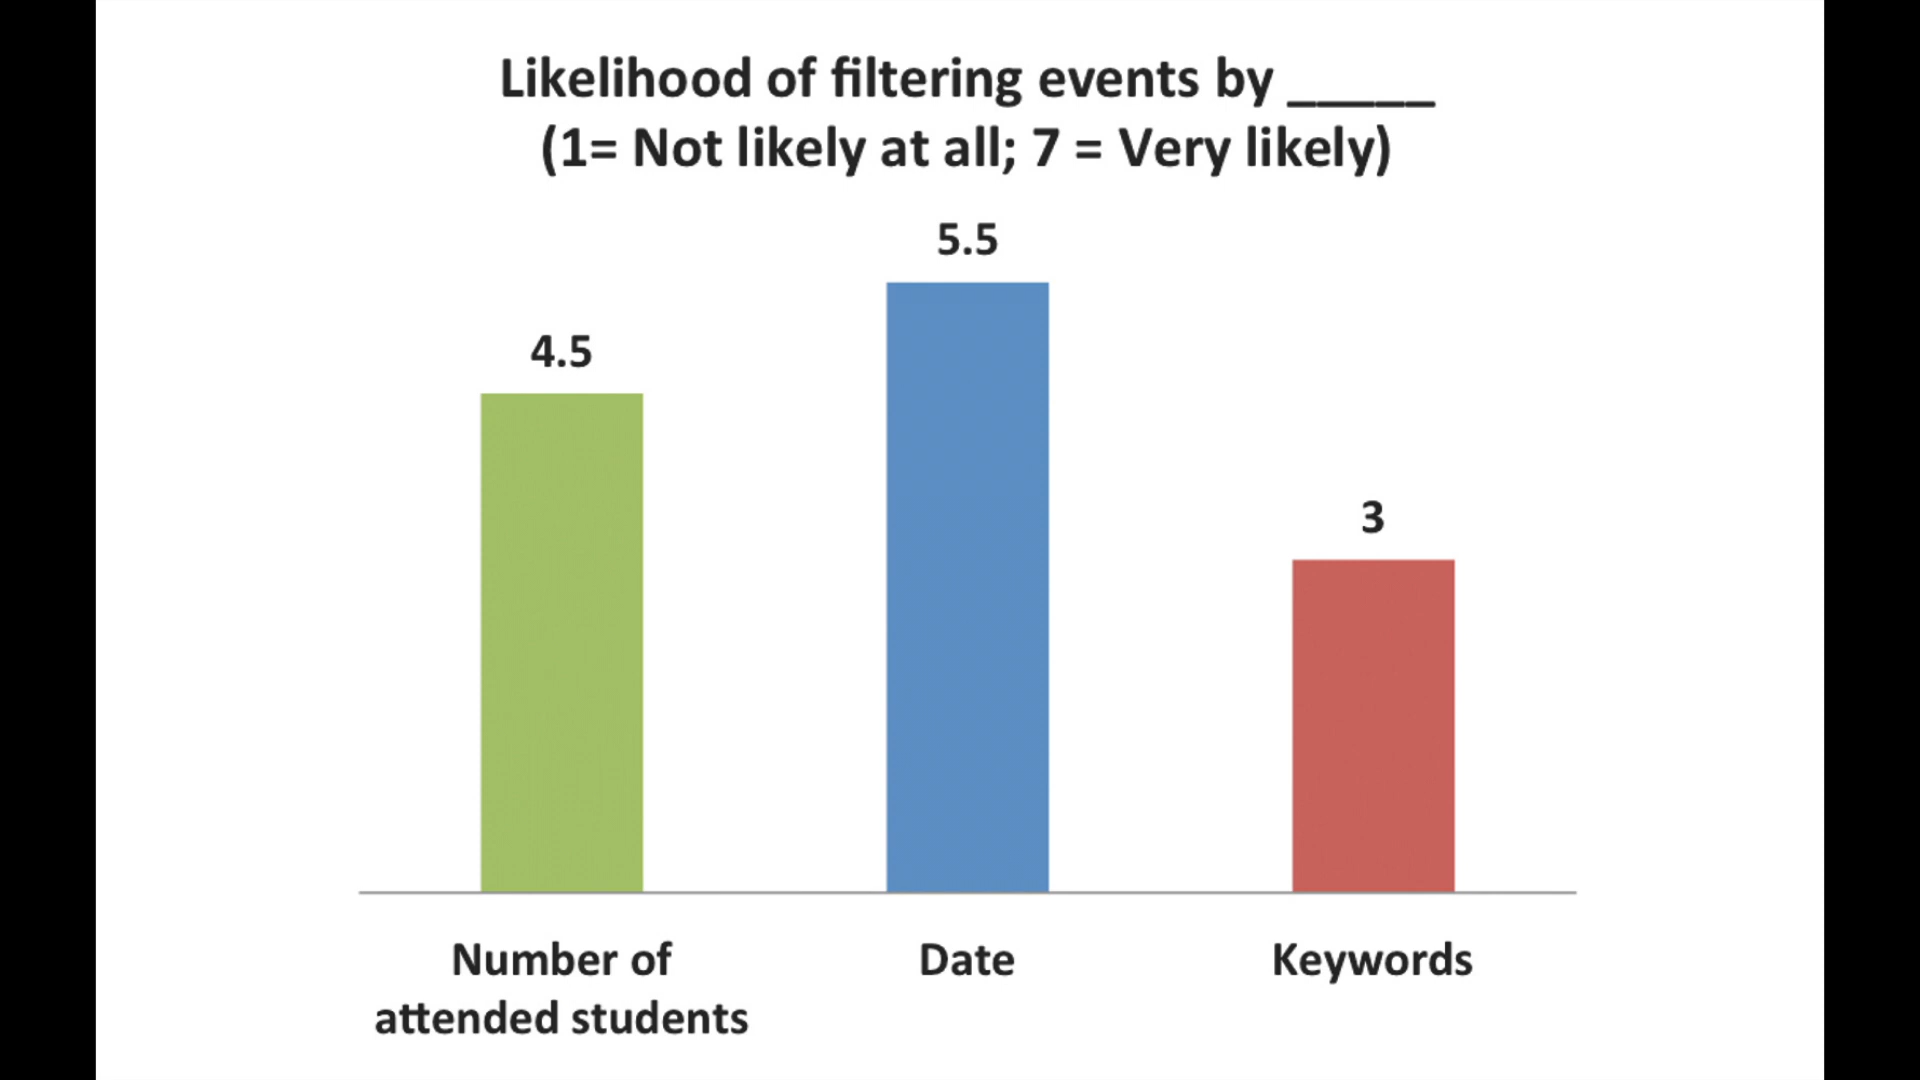 Likelihood of filtering events by _____
(1= Not likely at all; 7 = Very likely)
5.5
4.5
3
Number of
attended students
Date
Keywords